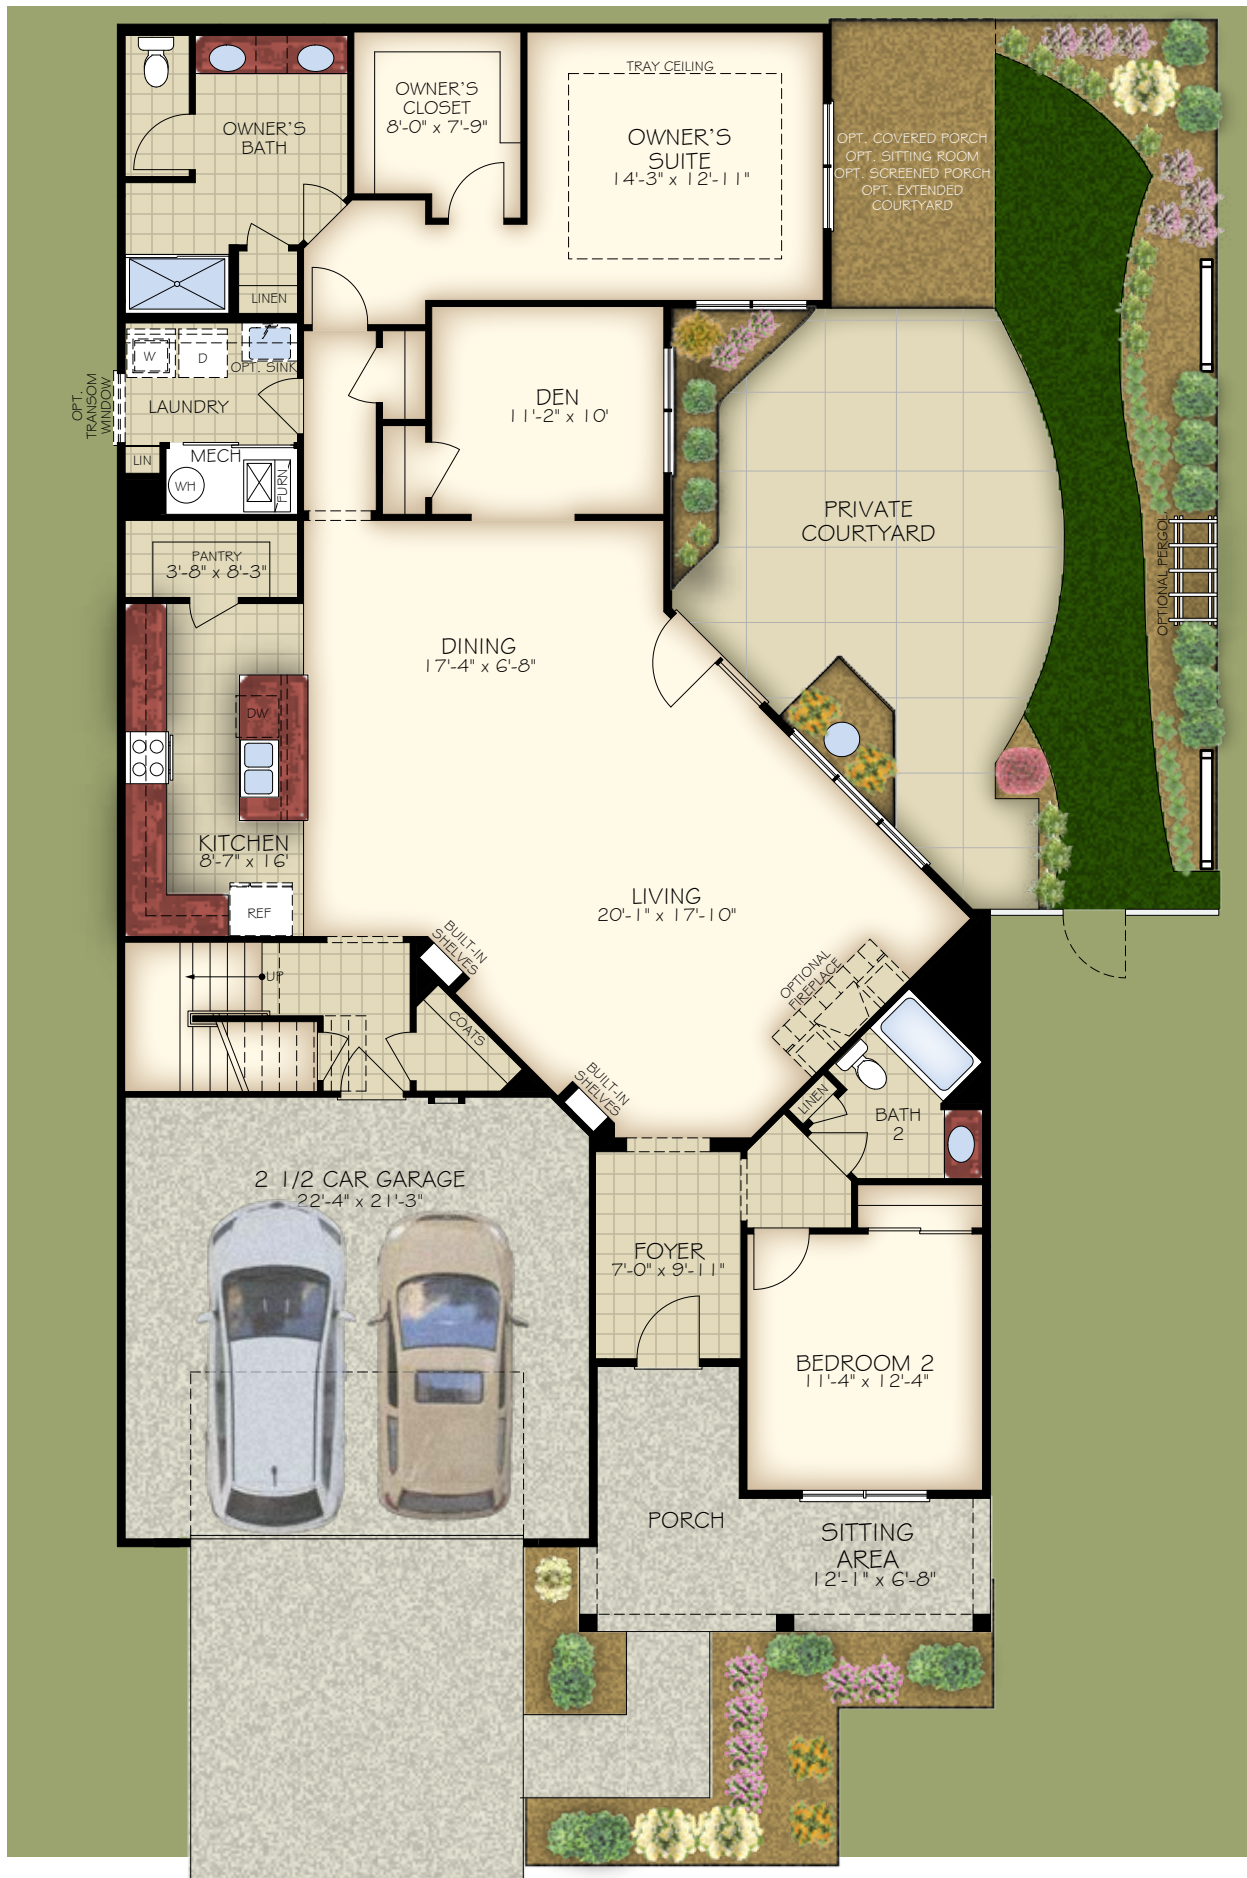 TRAY CEILING
OWNER'S
CLOSET
8'-0" x 7'-9"
OWNER'S
BATH
OWNER'S
SUITE
14'-3" x 12'-11"
OPT. COVERED PORCH
OPT. SITTING ROOM
OPT. SCREENED PORCH
OPT. EXTENDED
COURTYARD
LINEN
W
D
OPT. SINK
OPT.
TRANSOM
WINDOW
LAUNDRY
DEN
11'-2" x 10'
LIN
MECH
WH
FURN
PRIVATE
COURTYARD
OPTIONAL PERGOL
PANTRY
3'-8" x 8'-3"
DINING
17'-4" x 6'-8"
DW
KITCHEN
8'-7" x 16'
REF
LIVING
20'-1" x 17'-10"
BUILT-IN
SHELVES
OPTIONAL
FIREPLACE
UP
COATS
BUILT-IN
SHELVES
LINEN
BATH
2
2 1/2 CAR GARAGE
22'-4" x 21'-3"
FOYER
7'-0" x 9'-11"
BEDROOM 2
11'-4" x 12'-4"
PORCH
SITTING
AREA
12'-1" x 6'-8"